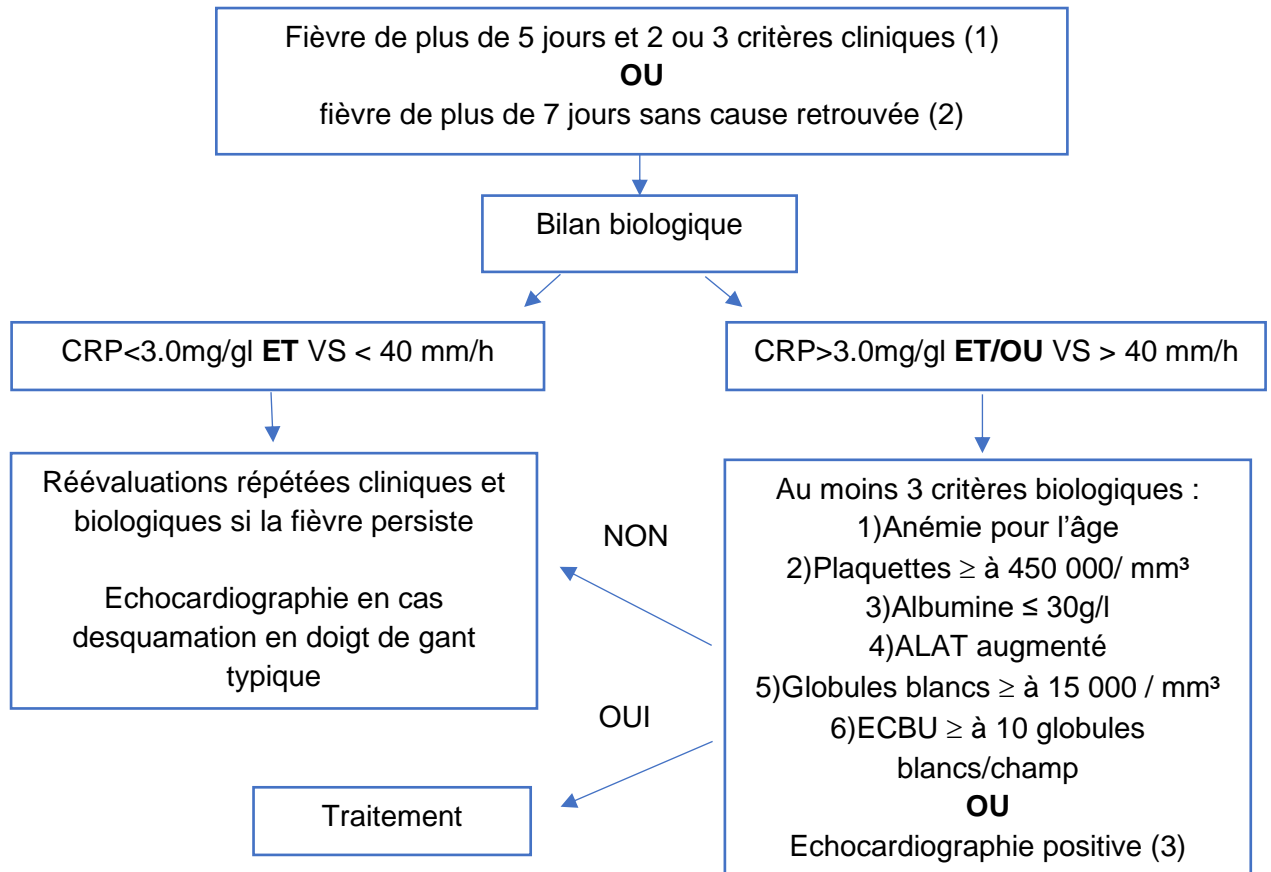 Fièvre de plus de 5 jours et 2 ou 3 critères cliniques (1)
OU
fièvre de plus de 7 jours sans cause retrouvée (2)
Bilan biologique
CRP<3.0mg/gl ET VS < 40 mm/h
CRP>3.0mg/gl ET/OU VS > 40 mm/h
Réévaluations répétées cliniques et
biologiques si la fièvre persiste
Echocardiographie en cas
desquamation en doigt de gant
typique
NON
OUI
Traitement
Au moins 3 critères biologiques :
1)Anémie pour l’âge
2)Plaquettes ≥ à 450 000/ mm³
3)Albumine ≤ 30g/l
4)ALAT augmenté
5)Globules blancs ≥ à 15 000 / mm³
6)ECBU ≥ à 10 globules
blancs/champ
OU
Echocardiographie positive (3)